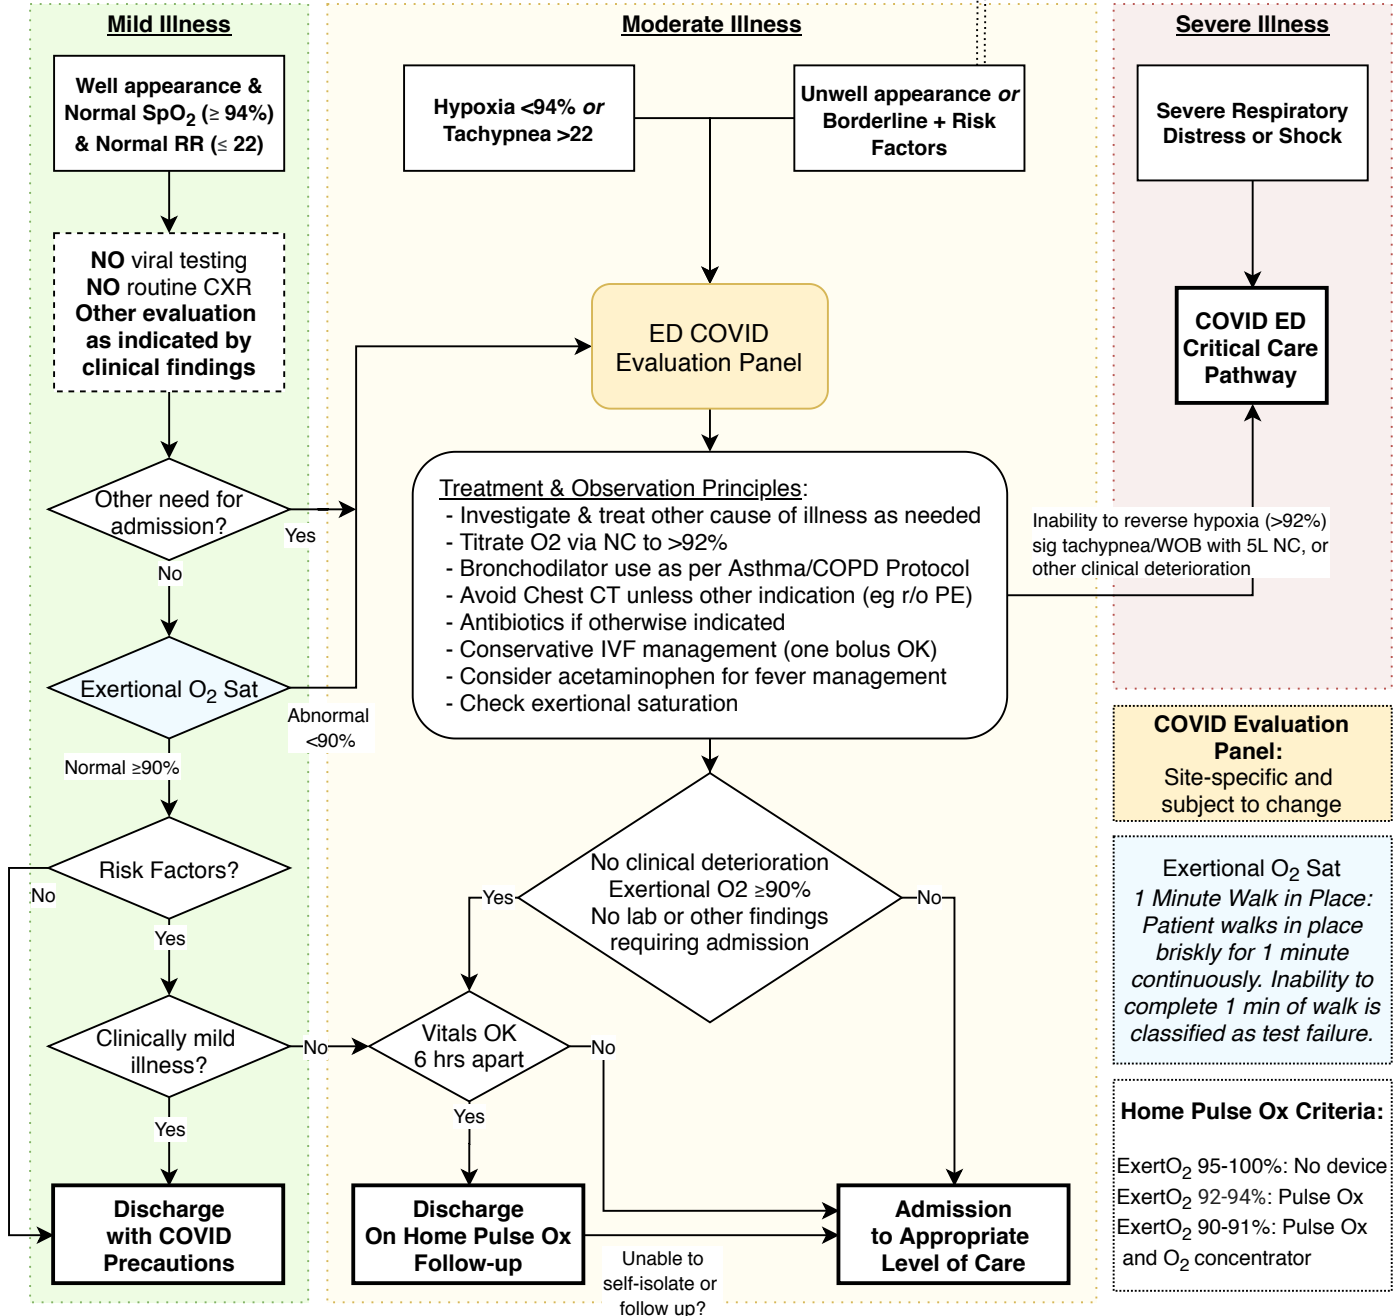 Mild Illness
Well appearance &
Normal SpO2 (≥ 94%)
& Normal RR (≤ 22)
NO viral testing
NO routine CXR
Other evaluation
as indicated by
clinical findings
Other need for
admission?
Yes
No
Exertional O2 Sat
Abnormal
<90%
Normal ≥90%
Risk Factors?
No
Yes
Clinically mild
illness?
No
Yes
Discharge
with COVID
Precautions
Moderate Illness
Hypoxia <94% or
Tachypnea >22
Unwell appearance or
Borderline + Risk
Factors
ED COVID
Evaluation Panel
Treatment & Observation Principles:
- Investigate & treat other cause of illness as needed
- Titrate O2 via NC to >92%
- Bronchodilator use as per Asthma/COPD Protocol
- Avoid Chest CT unless other indication (eg r/o PE)
- Antibiotics if otherwise indicated
- Conservative IVF management (one bolus OK)
- Consider acetaminophen for fever management
- Check exertional saturation
No clinical deterioration
Exertional O2 ≥90%
No lab or other findings
requiring admission
Yes
No
Vitals OK
6 hrs apart
No
Yes
Discharge
On Home Pulse Ox
Follow-up
Unable to
self-isolate or
follow up?
Admission
to Appropriate
Level of Care
Severe Illness
Severe Respiratory
Distress or Shock
COVID ED
Critical Care
Pathway
Inability to reverse hypoxia (>92%)
sig tachypnea/WOB with 5L NC, or
other clinical deterioration
COVID Evaluation
Panel:
Site-specific and
subject to change
Exertional O2 Sat
1 Minute Walk in Place:
Patient walks in place
briskly for 1 minute
continuously. Inability to
complete 1 min of walk is
classified as test failure.
Home Pulse Ox Criteria:
ExertO2 95-100%: No device
ExertO2 92-94%: Pulse Ox
ExertO2 90-91%: Pulse Ox
and O2 concentrator